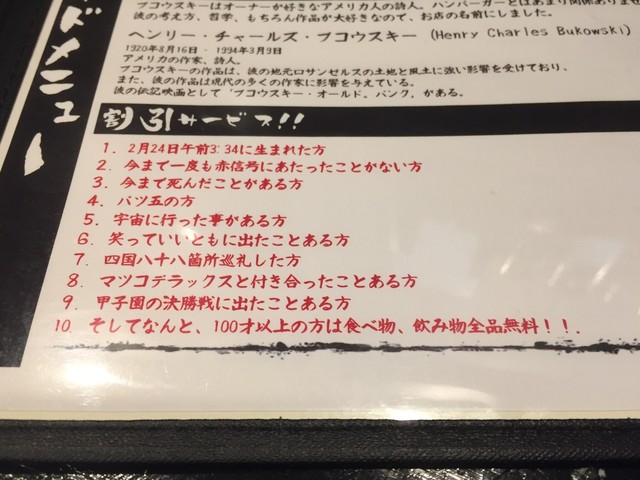 ドメニュー
ブコウスキーはオーナーが好きなアメリカ人の詩人。ハンバーガーとはあまり関係ありませ
彼の考え方、哲学、もちろん作品が大好きなので、お店の名前にしました。
ヘンリー・チャールズ・ブコウスキー (Henry Charles Bukowski)
1920年8月16日 - 1994年3月9日
アメリカの作家、詩人。
ブコウスキーの作品は、彼の地元ロサンゼルスの土地と風土に強い影響を受けており、
また、彼の作品は現代の多くの作家に影響を与えている。
彼の伝記映画として'ブコウスキー・オールド。パンク,がある。
割引サービス!!
1. 2月24日午前3:34に生まれた方
2. 今まで一度も赤信号にあたったことがない方
3. 今まで死んだことがある方
4. バツ五の方
5. 宇宙に行った事がある方
6. 笑っていいともに出たことある方
7. 四国八十八箇所巡礼した方
8. マツコデラックスと付き合ったことある方
9. 甲子園の決勝戦に出たことある方
10. そしてなんと、100才以上の方は食べ物、飲み物全品無料!!.